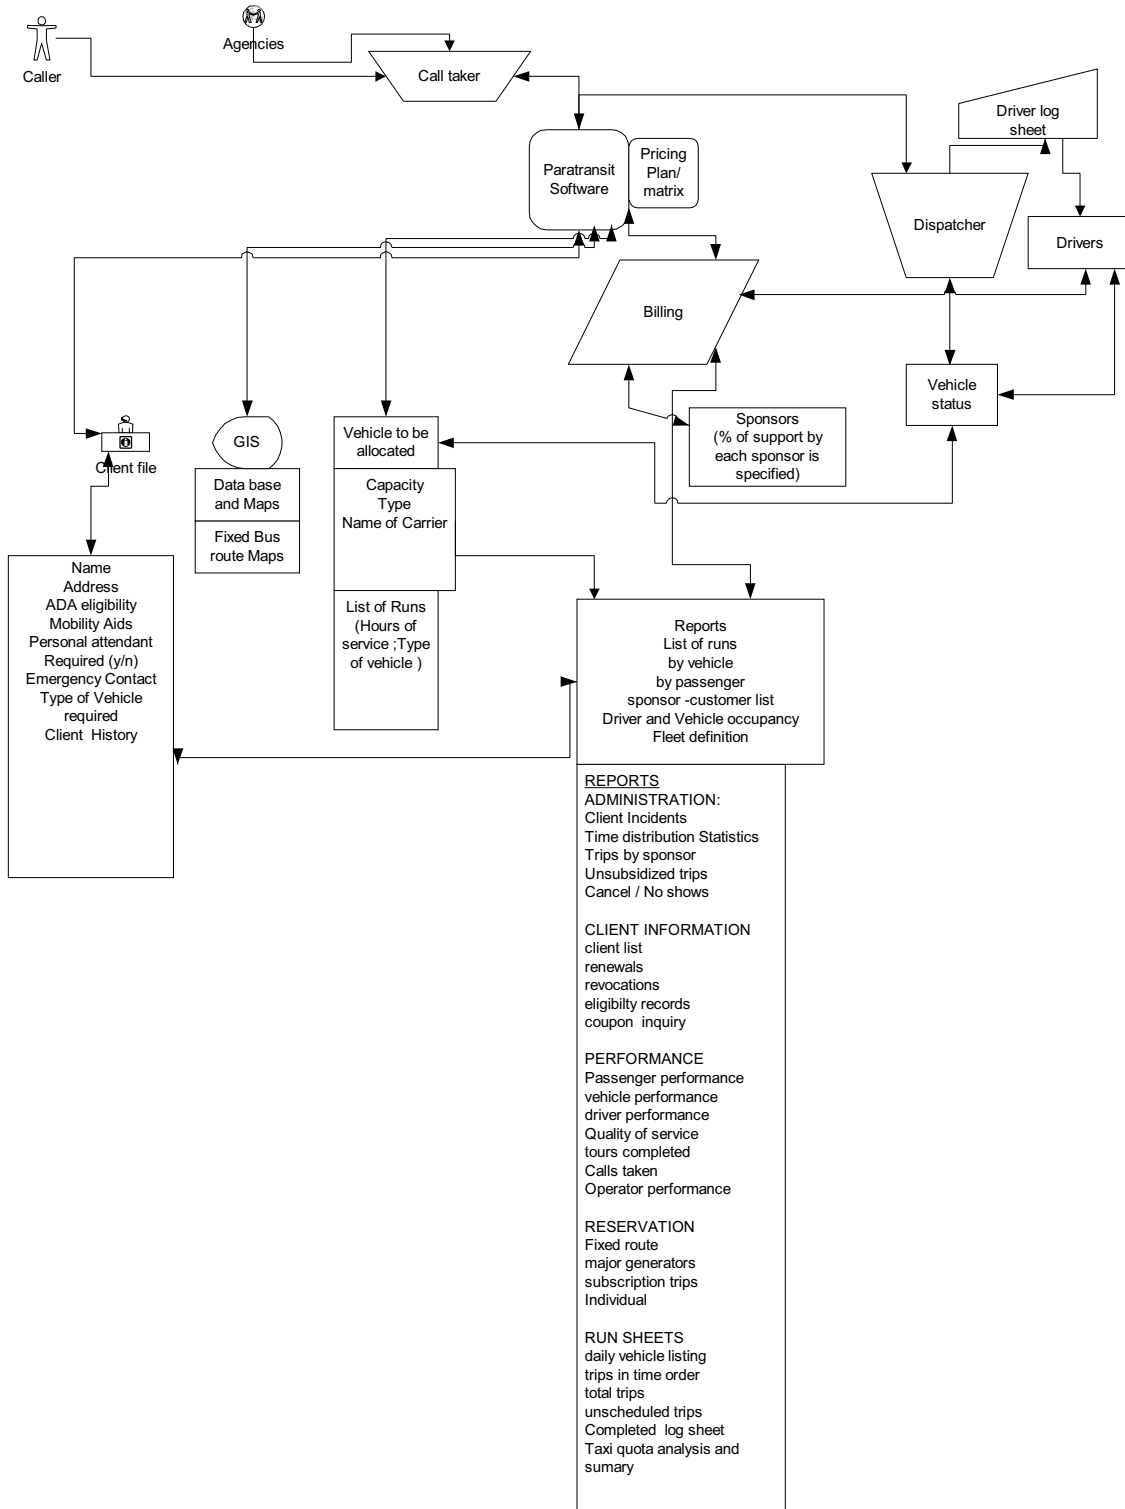 Caller
Agencies
Call taker
Driver log
sheet
Paratransit
Software
Pricing
Plan/
matrix
Dispatcher
Drivers
Billing
Vehicle
status
Sponsors
(% of support by
each sponsor is
specified)
Client file
GIS
Data base
and Maps
Fixed Bus
route Maps
Vehicle to be
allocated
Capacity
Type
Name of Carrier
List of Runs
(Hours of
service ;Type
of vehicle )
Name
Address
ADA eligibility
Mobility Aids
Personal attendant
Required (y/n)
Emergency Contact
Type of Vehicle
required
Client History
Reports
List of runs
by vehicle
by passenger
sponsor -customer list
Driver and Vehicle occupancy
Fleet definition
REPORTS
ADMINISTRATION:
Client Incidents
Time distribution Statistics
Trips by sponsor
Unsubsidized trips
Cancel / No shows
CLIENT INFORMATION
client list
renewals
revocations
eligibilty records
coupon inquiry
PERFORMANCE
Passenger performance
vehicle performance
driver performance
Quality of service
tours completed
Calls taken
Operator performance
RESERVATION
Fixed route
major generators
subscription trips
Individual
RUN SHEETS
daily vehicle listing
trips in time order
total trips
unscheduled trips
Completed log sheet
Taxi quota analysis and
sumary